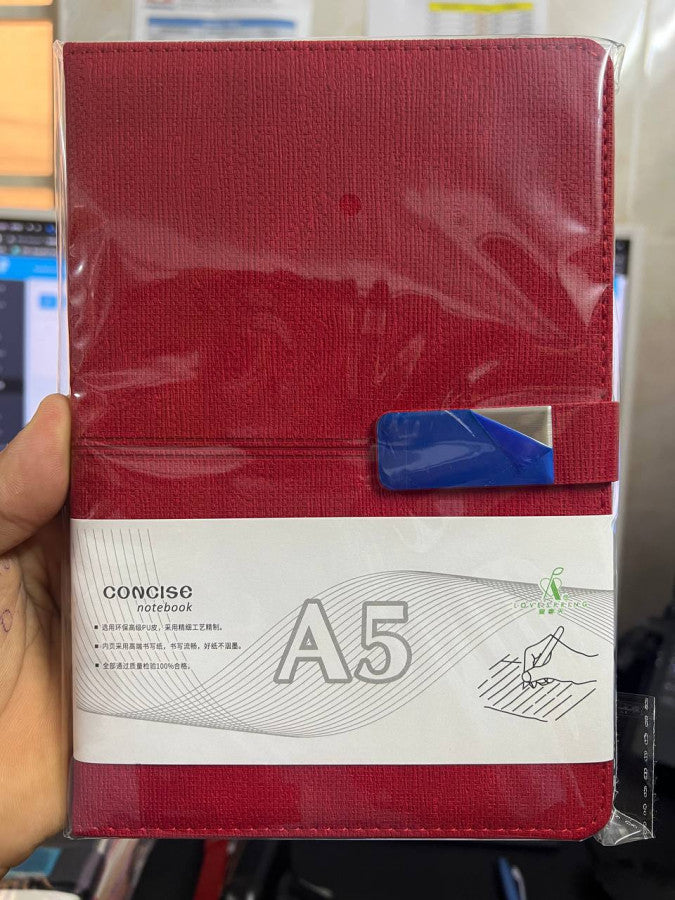 CONCISE
notebook
■ 选用环保高级PU皮，采用精细工艺精制。
■ 内页采用高端书写纸，书写流畅，好纸不洇墨。
■ 全部通过质量检验100%合格。
A5